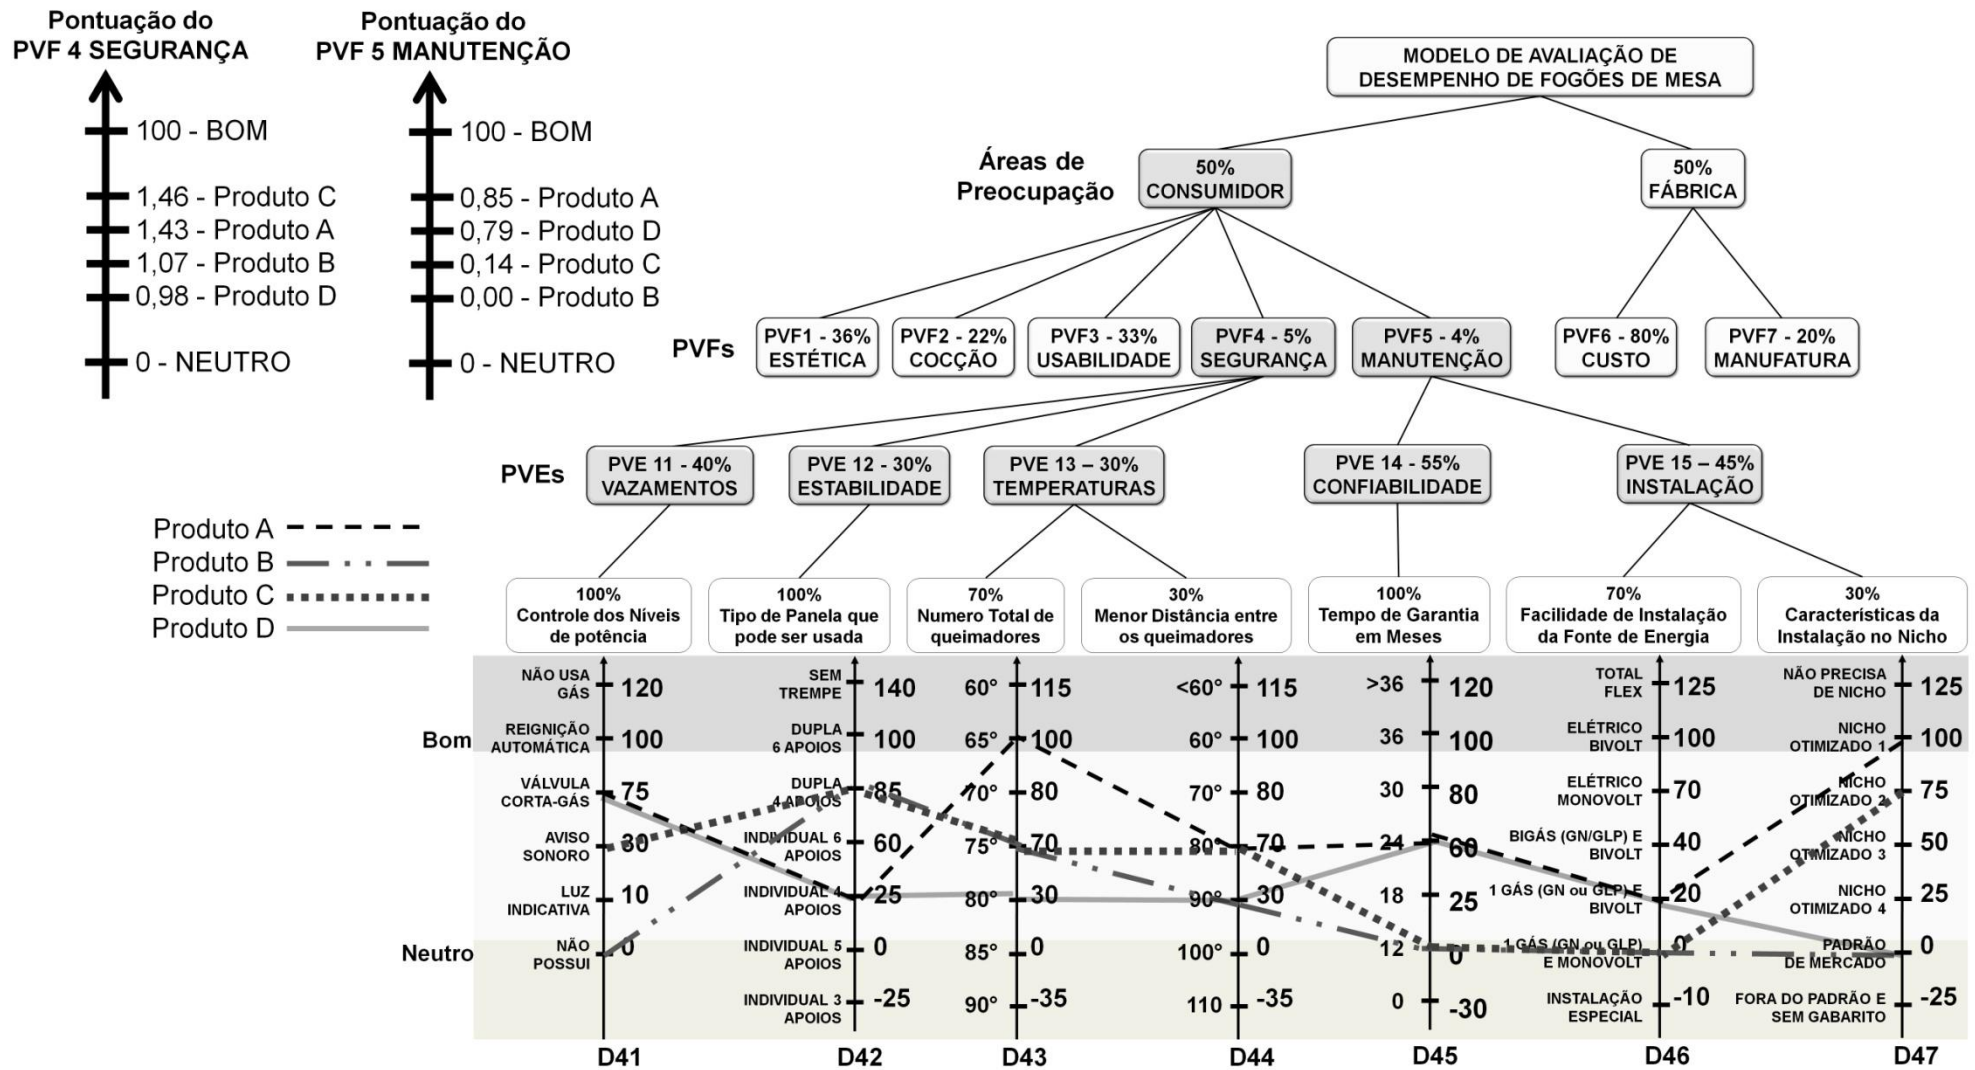 Pontuação do
PVF 4 SEGURANÇA
100 - BOM
1,46 - Produto C
1,43 - Produto A
1,07 - Produto B
0,98 - Produto D
0 - NEUTRO
Pontuação do
PVF 5 MANUTENÇÃO
100 - BOM
0,85 - Produto A
0,79 - Produto D
0,14 - Produto C
0,00 - Produto B
0 - NEUTRO
MODELO DE AVALIAÇÃO DE
DESEMPENHO DE FOGÕES DE MESA
Áreas de
Preocupação
50%
CONSUMIDOR
50%
FÁBRICA
PVFs
PVF1 - 36%
ESTÉTICA
PVF2 - 22%
COCÇÃO
PVF3 - 33%
USABILIDADE
PVF4 - 5%
SEGURANÇA
PVF5 - 4%
MANUTENÇÃO
PVF6 - 80%
CUSTO
PVF7 - 20%
MANUFATURA
PVEs
PVE 11 - 40%
VAZAMENTOS
PVE 12 - 30%
ESTABILIDADE
PVE 13 – 30%
TEMPERATURAS
PVE 14 - 55%
CONFIABILIDADE
PVE 15 – 45%
INSTALAÇÃO
Produto A
Produto B
Produto C
Produto D
100%
Controle dos Níveis
de potência
100%
Tipo de Panela que
pode ser usada
70%
Numero Total de
queimadores
30%
Menor Distância entre
os queimadores
100%
Tempo de Garantia
em Meses
70%
Facilidade de Instalação
da Fonte de Energia
30%
Características da
Instalação no Nicho
Bom
Neutro
NÃO USA
GÁS
120
REIGNIÇÃO
AUTOMÁTICA
100
VÁLVULA
CORTA-GÁS
75
AVISO
SONORO
30
LUZ
INDICATIVA
10
NÃO
POSSUI
0
D41
SEM
TREMPE
140
DUPLA
6 APOIOS
100
DUPLA
4 APOIOS
85
INDIVIDUAL 6
APOIOS
60
INDIVIDUAL 4
APOIOS
25
INDIVIDUAL 5
APOIOS
0
INDIVIDUAL 3
APOIOS
-25
D42
60° 115
65° 100
70° 80
75° 70
80° 30
85° 0
90° -35
D43
<60° 115
60° 100
70° 80
80° 70
90° 30
100° 0
110 -35
D44
>36 120
36 100
30 80
24 60
18 25
12 0
0 -30
D45
TOTAL
FLEX
125
ELÉTRICO
BIVOLT
100
ELÉTRICO
MONOVOLT
70
BIGÁS (GN/GLP) E
BIVOLT
40
1 GÁS (GN ou GLP) E
BIVOLT
20
1 GÁS (GN ou GLP)
E MONOVOLT
0
INSTALAÇÃO
ESPECIAL
-10
D46
NÃO PRECISA
DE NICHO
125
NICHO
OTIMIZADO 1
100
NICHO
OTIMIZADO 2
75
NICHO
OTIMIZADO 3
50
NICHO
OTIMIZADO 4
25
PADRÃO
DE MERCADO
0
FORA DO PADRÃO E
SEM GABARITO
-25
D47